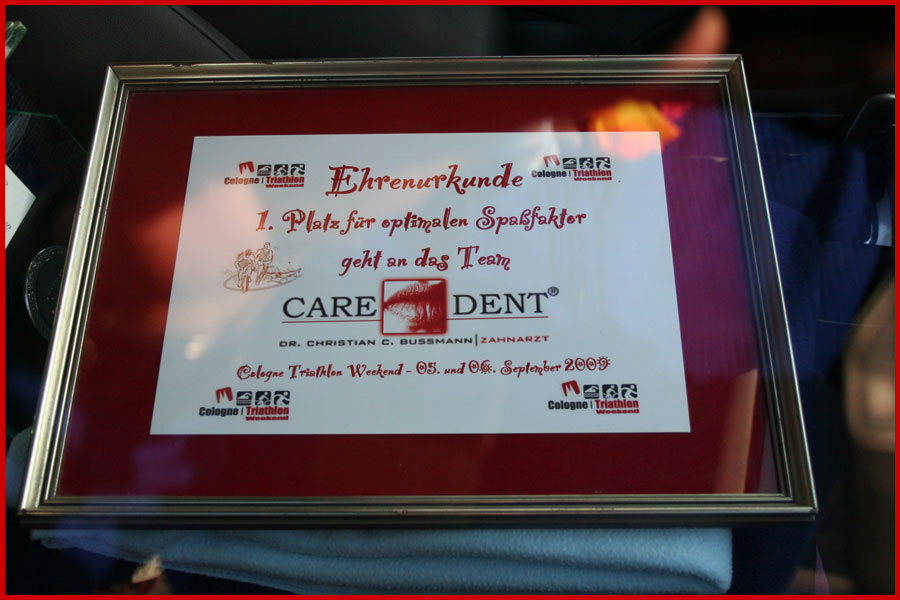 Cologne | Triathlon
Weekend
Cologne | Triathlon
Weekend
Ehrenurkunde
1. Platz für optimalen Spaßfaktor
geht an das Team
CARE DENT®
DR. CHRISTIAN C. BUSSMANN|ZAHNARZT
Cologne Triathlon Weekend - 05. und 06. September 2009
Cologne | Triathlon
Weekend
Cologne | Triathlon
Weekend